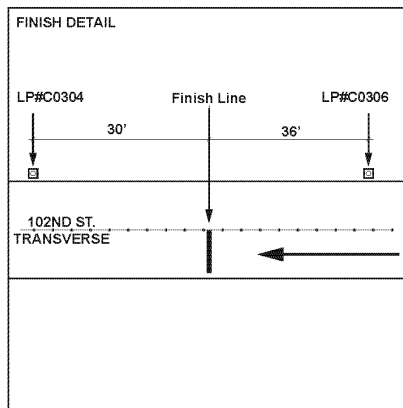 FINISH DETAIL
LP#C0304 Finish Line LP#C0306
30' 36'
102ND ST.
TRANSVERSE